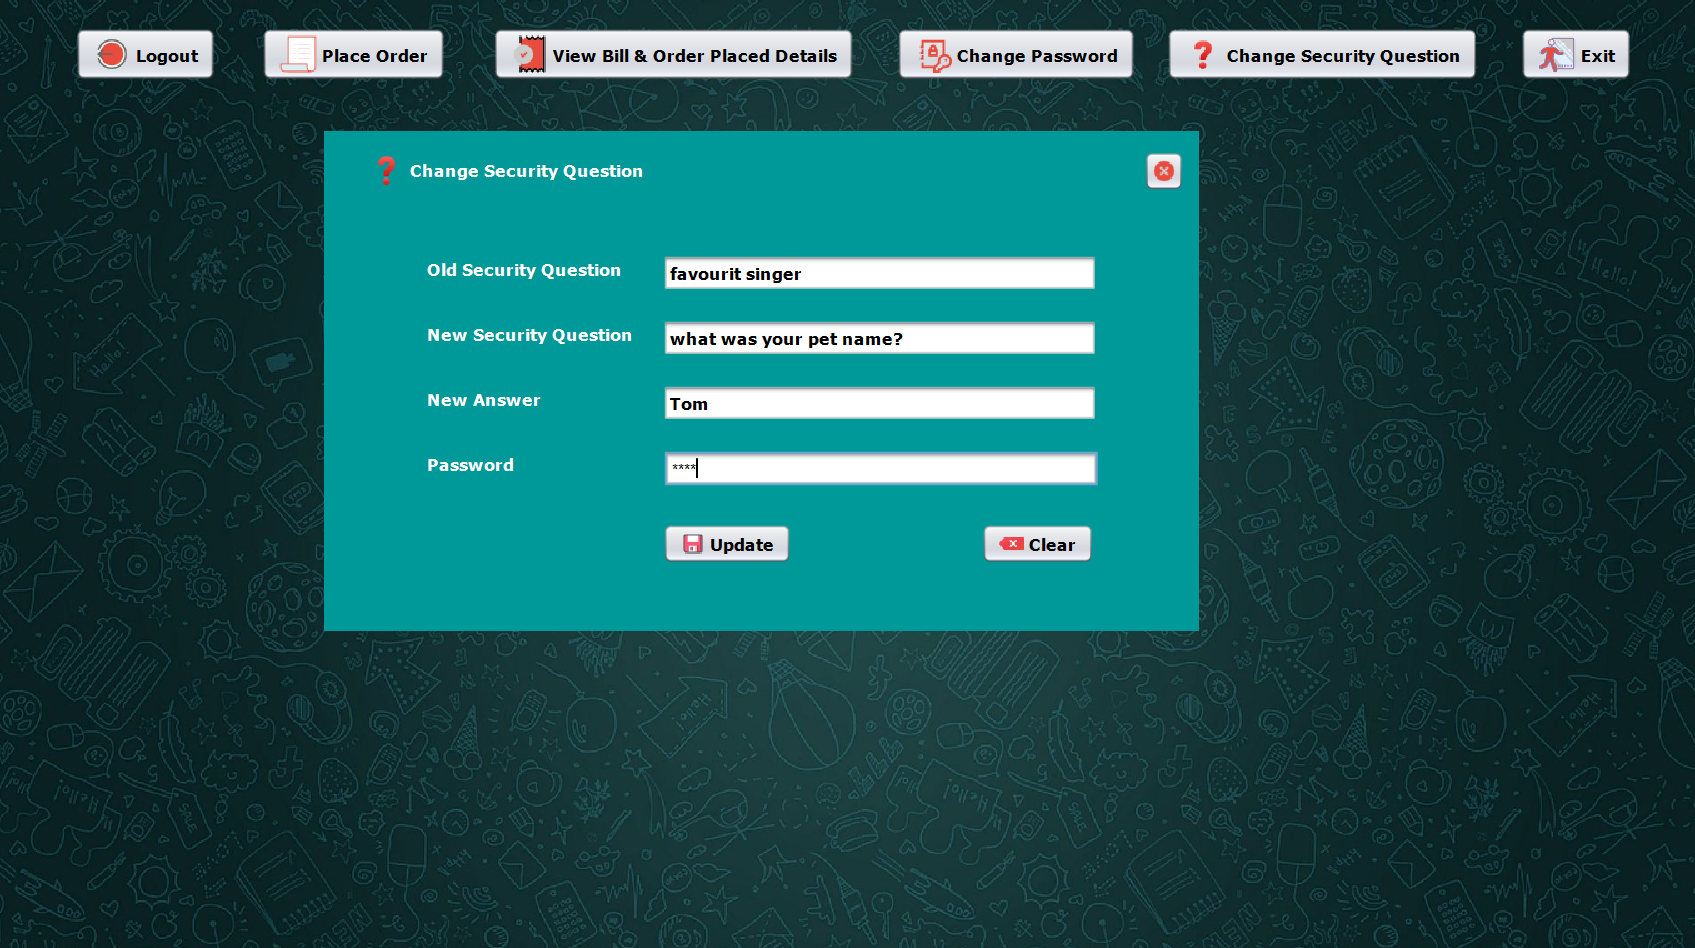 Logout
Place Order
View Bill & Order Placed Details
Change Password
Change Security Question
Exit
Change Security Question
Old Security Question
favourit singer
New Security Question
what was your pet name?
New Answer
Tom
Password
****
Update
Clear